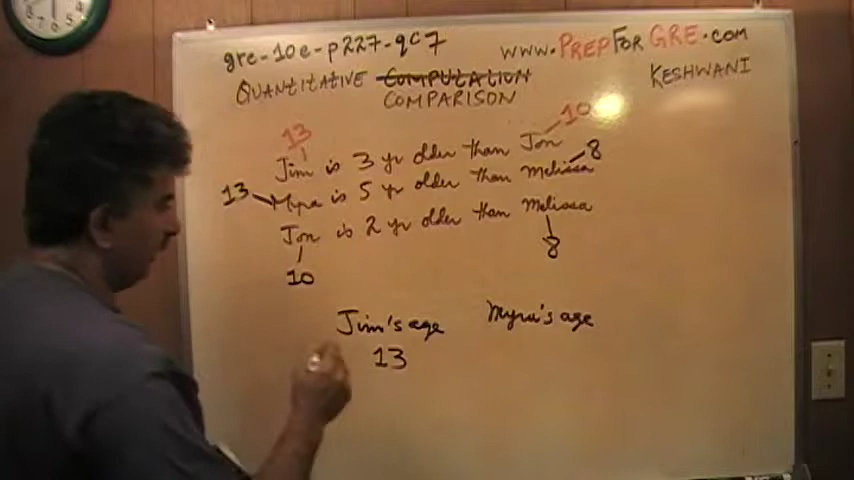 gre-10e-p227-qc7
www.PREPFORGRE.com
QUANTITATIVE COMPULATION
COMPARISON
KESHWANI
13
10
Jim is 3 yr older than Jon
8
13 Myra is 5 yr older than Melissa
Jon is 2 yr older than Melissa
10
8
Jim's age Myra's age
13